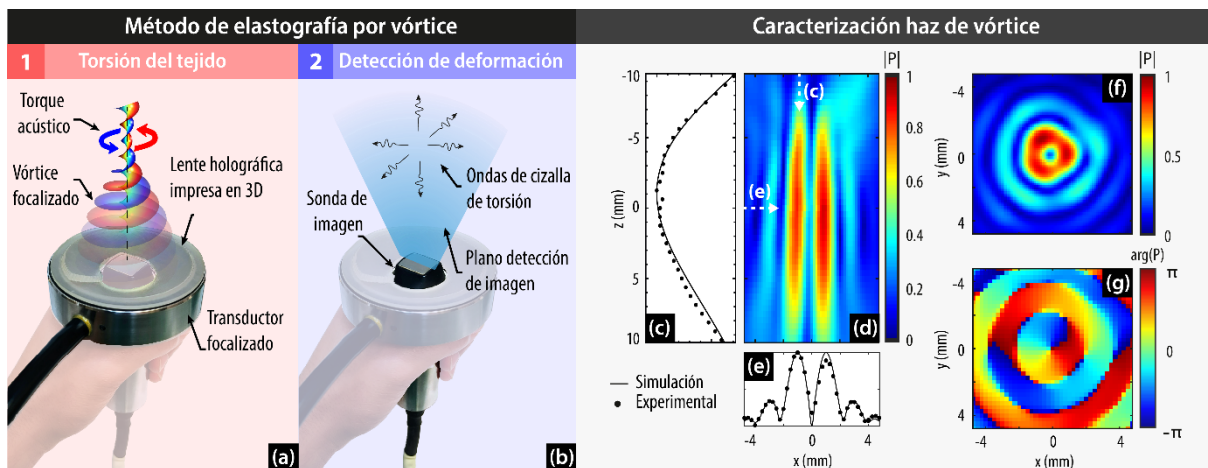 Método de elastografía por vórtice
1 Torsión del tejido
2 Detección de deformación
Torque
acústico
Vórtice
focalizado
Lente holográfica
impresa en 3D
Transductor
focalizado
(a)
Sonda de
imagen
Ondas de cizalla
de torsión
Plano detección
de imagen
(b)
Caracterización haz de vórtice
-10
-5
0
5
10
z (mm)
(c)
(c)
(e)
(d)
|P|
1
0.8
0.6
0.4
0.2
0
(e)
-4 0 4
x (mm)
— Simulación
• Experimental
|P|
1
0.5
0
(f)
-4
0
4
y (mm)
arg(P)
π
0
-π
(g)
-4
0
4
y (mm)
-4 0 4
x (mm)